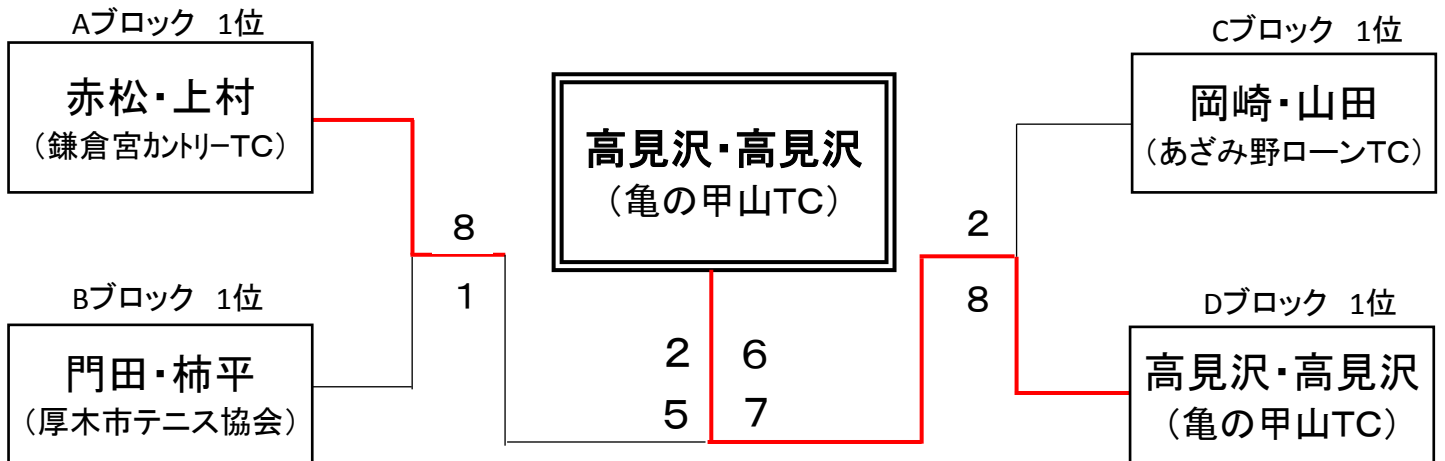 Aブロック 1位
赤松・上村
（鎌倉宮カントリーTC）
Bブロック 1位
門田・柿平
（厚木市テニス協会）
8
1
高見沢・高見沢
（亀の甲山TC）
2 6
5 7
2
8
Cブロック 1位
岡崎・山田
（あざみ野ローンTC）
Dブロック 1位
高見沢・高見沢
（亀の甲山TC）